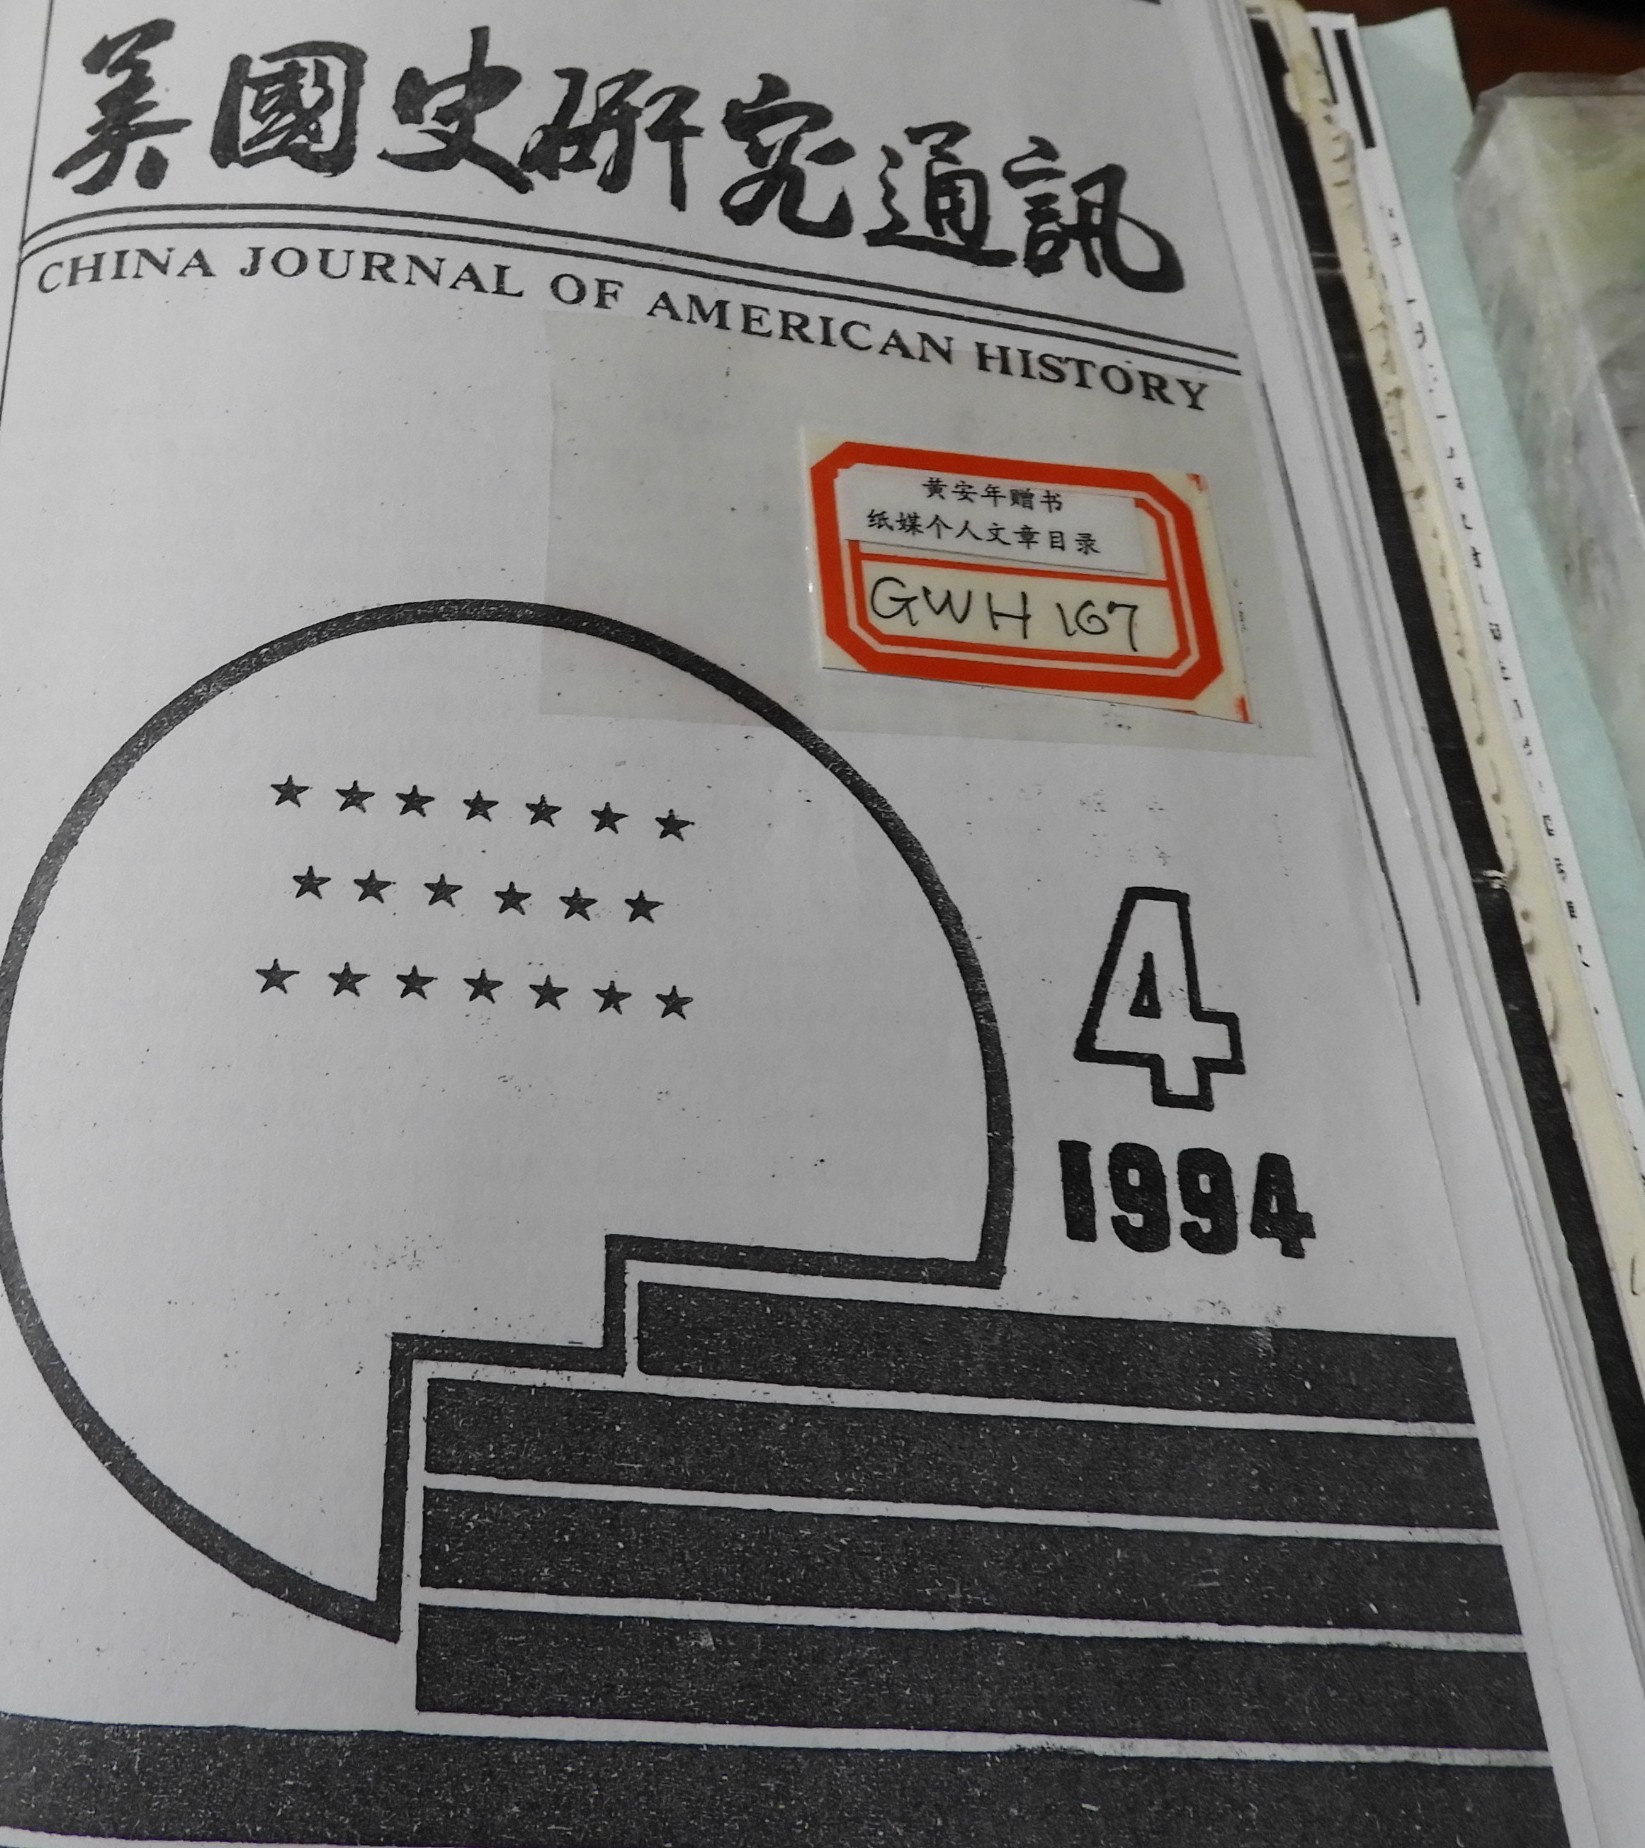 美國史研究通訊
CHINA JOURNAL OF AMERICAN HISTORY
黄安年赠书
纸媒个人文章目录
GWH 167
4
1994